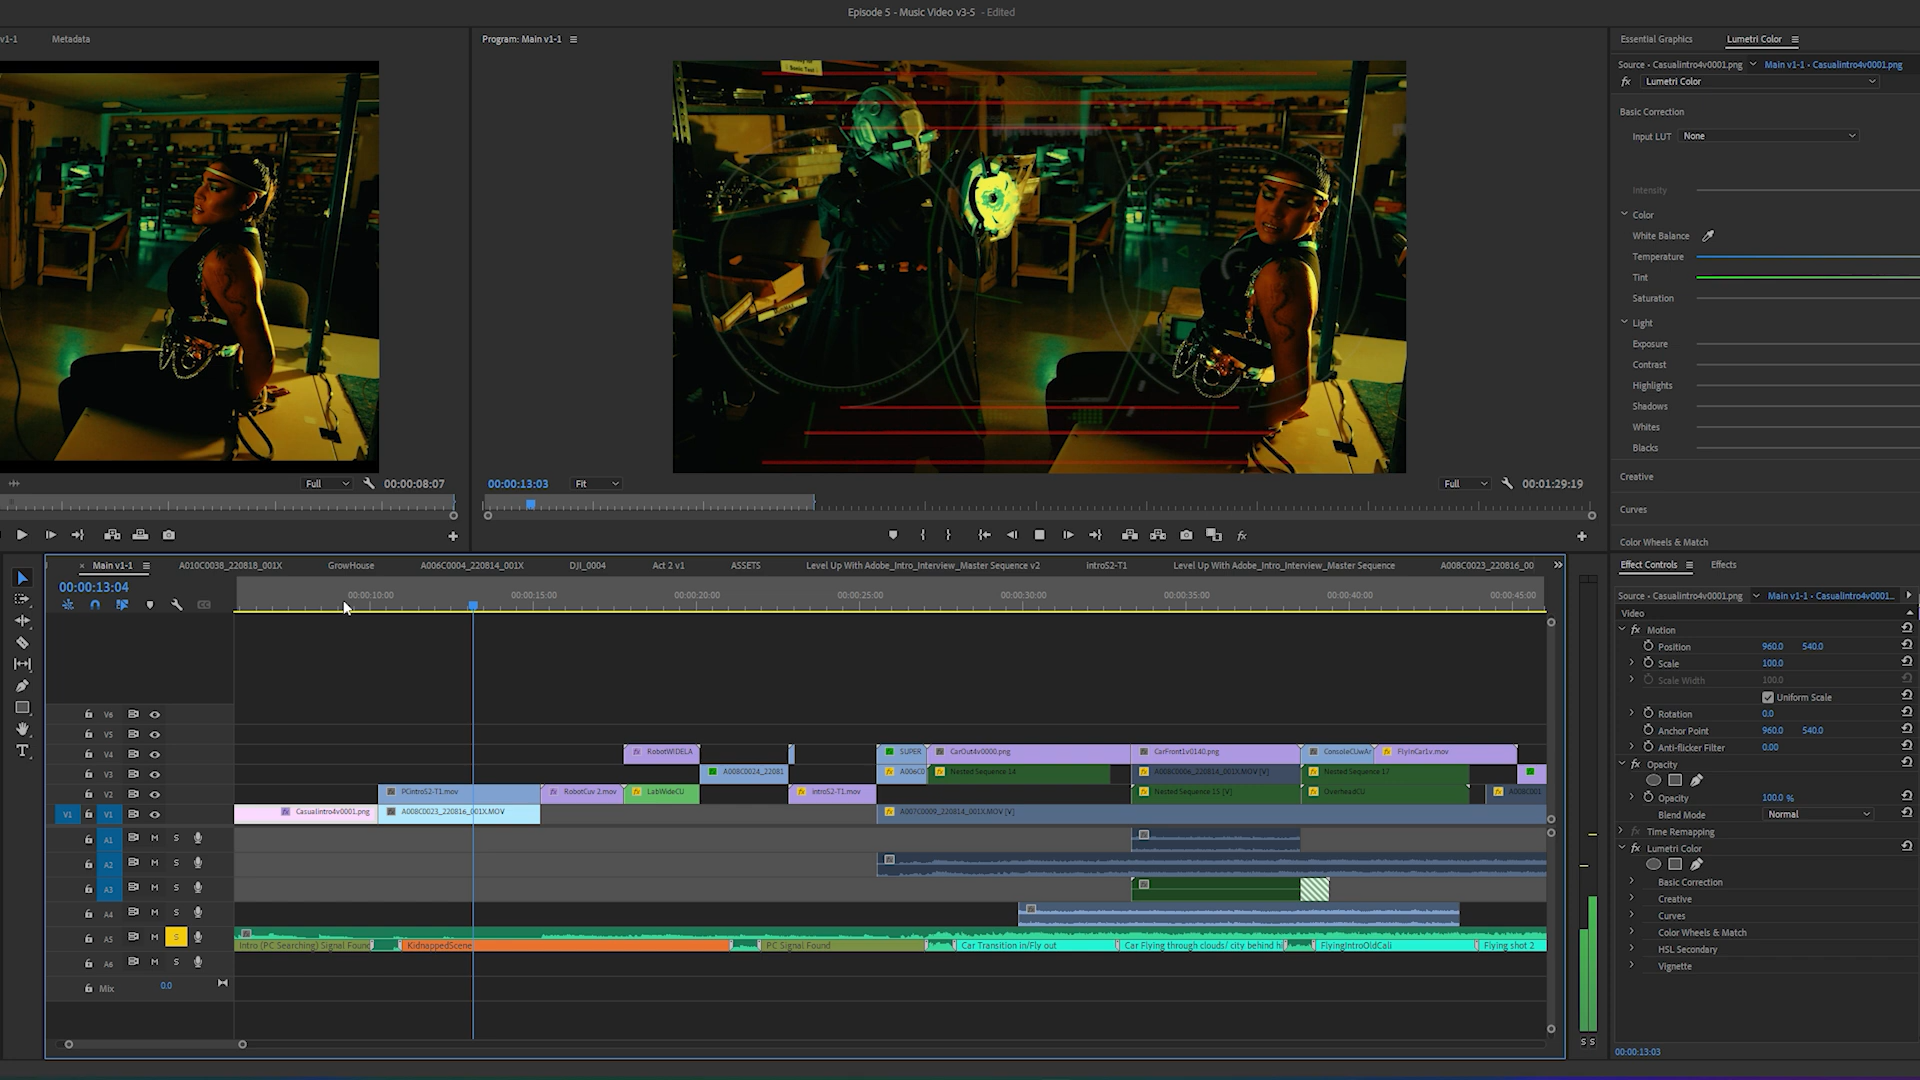 Episode 5 - Music Video v3-5 - Edited
v1-1 Metadata
Program: Main v1-1
Essential Graphics Lumetri Color
Source - Casualintro4v0001.png Main v1-1 - Casualintro4v0001.png
fx Lumetri Color
Basic Correction
Input LUT None
Intensity
Color
White Balance
Temperature
Tint
Saturation
Light
Exposure
Contrast
Highlights
Shadows
Whites
Blacks
Creative
Curves
Color Wheels & Match
Full 00:00:08:07
00:00:13:03 Fit Full 00:01:29:19
fx
Main v1-1 A010C0038_220818_001X GrowHouse A006C0004_220814_001X DJI_0004 Act 2 v1 ASSETS Level Up With Adobe_Intro_Interview_Master Sequence v2 introS2-T1 Level Up With Adobe_Intro_Interview_Master Sequence A008C0023_220816_00
00:00:13:04
00:00:10:00 00:00:15:00 00:00:20:00 00:00:25:00 00:00:30:00 00:00:35:00 00:00:40:00 00:00:45:00
V6
V5
V4 RobotWIDELA SUPER CarOut4v0000.png CarFront1v0140.png ConsoleCUwAr FlyinCar1v.mov
V3 A008C0024_22081 A006C0 Nested Sequence 14 A008C000e_220814_001X.MOV [V] Nested Sequence 17
V2 PCintroS2-T1.mov RobotCuv 2.mov LabWideCU introS2-T1.mov Nested Sequence 15 [V] OverheadCU A008C001
V1 V1 Casualintro4v0001.png A008C0023_220816_001X.MOV A007C0009_220814_001X.MOV [V]
A1 M S
A2 M S
A3 M S
A4 M S
A5 M S
Intro (PC Searching) Signal Found KidnappedScene PC Signal Found Car Transition in/Fly out Car Flying through clouds/ city behind hi FlyingIntroOldCali Flying shot 2
A6 M S
Mix 0.0
S S
Effect Controls Effects
Source - Casualintro4v0001.png Main v1-1 - Casualintro4v0001...
Video
fx Motion
Position 960.0 540.0
Scale 100.0
Scale Width 100.0
Uniform Scale
Rotation 0.0
Anchor Point 960.0 540.0
Anti-flicker Filter 0.00
fx Opacity
Opacity 100.0 %
Blend Mode Normal
fx Time Remapping
fx Lumetri Color
Basic Correction
Creative
Curves
Color Wheels & Match
HSL Secondary
Vignette
00:00:13:03